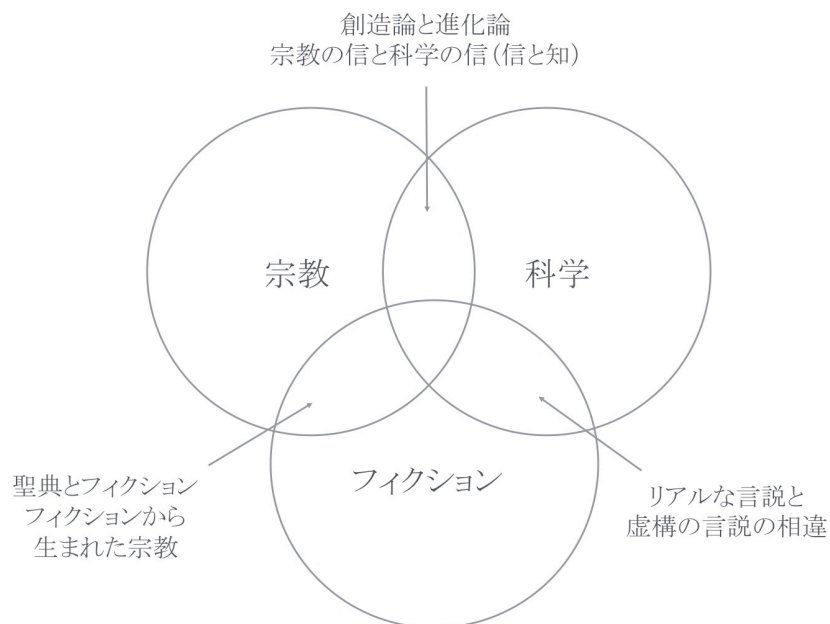 創造論と進化論
宗教の信と科学の信（信と知）
宗教
科学
フィクション
聖典とフィクション
フィクションから
生まれた宗教
リアルな言説と
虚構の言説の相違